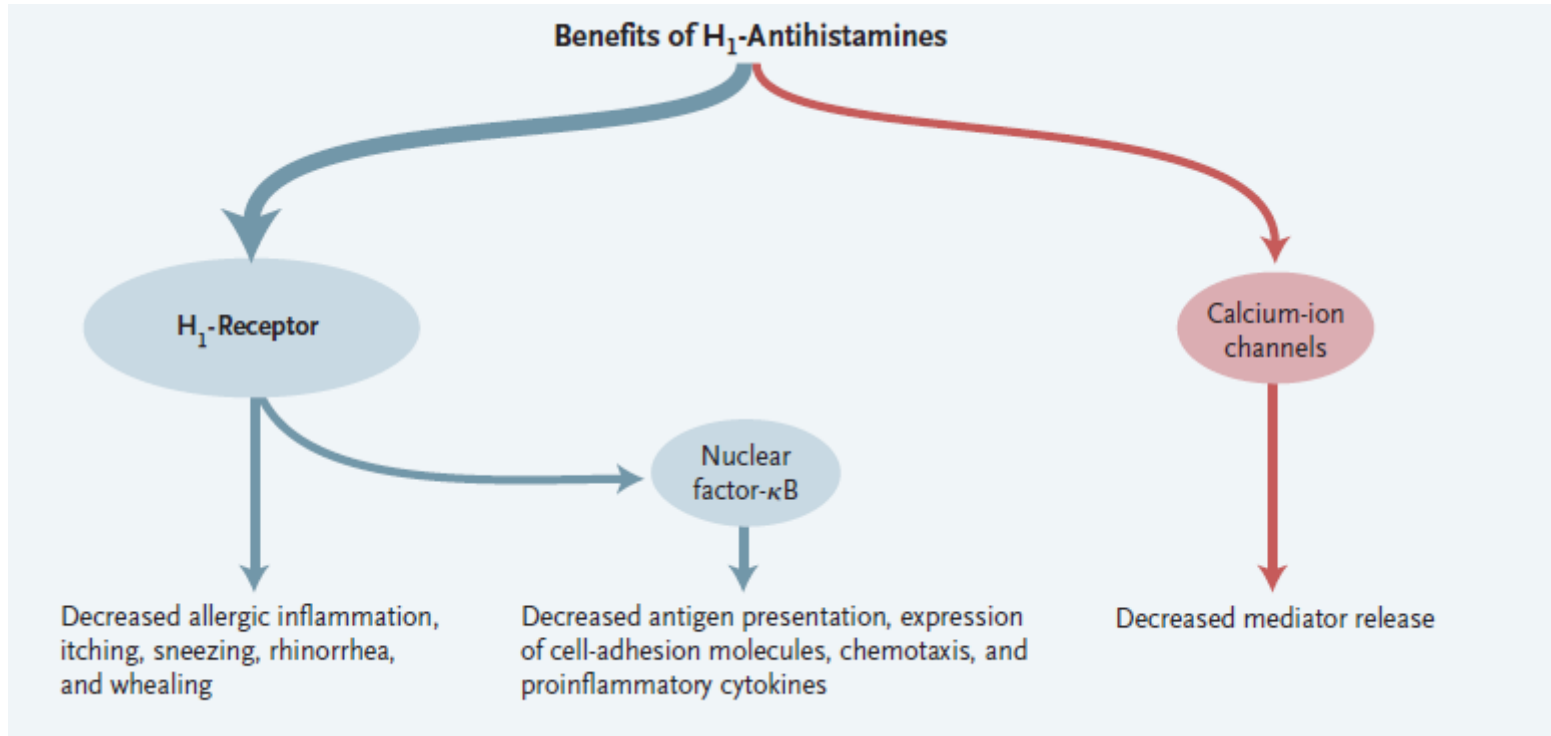 Benefits of H₁-Antihistamines
H₁-Receptor
Calcium-ion
channels
Nuclear
factor-κB
Decreased allergic inflammation,
itching, sneezing, rhinorrhea,
and whealing
Decreased antigen presentation, expression
of cell-adhesion molecules, chemotaxis, and
proinflammatory cytokines
Decreased mediator release